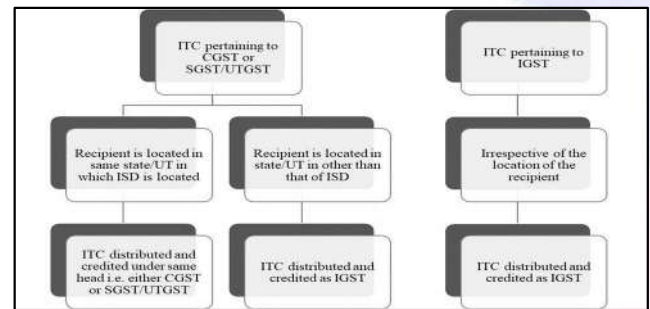 ITC pertaining to
CGST or
SGST/UTGST
ITC pertaining to
IGST
Recipient is located in
same state/UT in
which ISD is located
Recipient is located in
state/UT in other than
that of ISD
Irrespective of the
location of the
recipient
ITC distributed and
credited under same
head i.e. either CGST
or SGST/UTGST
ITC distributed and
credited as IGST
ITC distributed and
credited as IGST